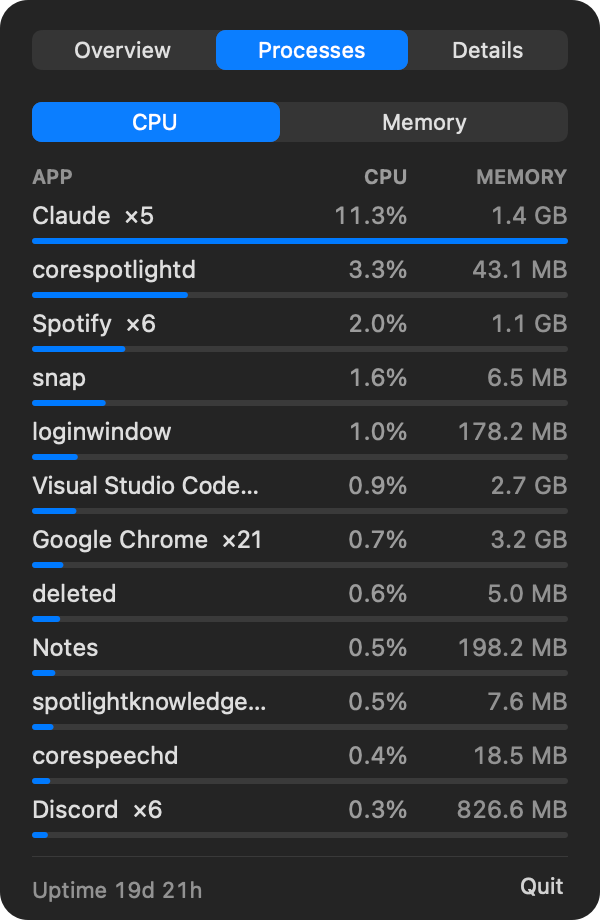 Overview Processes Details
CPU Memory
APP CPU MEMORY
Claude ×5 11.3% 1.4 GB
corespotlightd 3.3% 43.1 MB
Spotify ×6 2.0% 1.1 GB
snap 1.6% 6.5 MB
loginwindow 1.0% 178.2 MB
Visual Studio Code... 0.9% 2.7 GB
Google Chrome ×21 0.7% 3.2 GB
deleted 0.6% 5.0 MB
Notes 0.5% 198.2 MB
spotlightknowledge... 0.5% 7.6 MB
corespeechd 0.4% 18.5 MB
Discord ×6 0.3% 826.6 MB
Uptime 19d 21h Quit